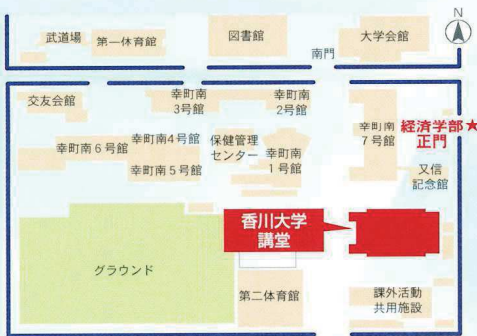 N
武道場
第一体育館
図書館
大学会館
南門
交友会館
幸町南
3号館
幸町南
2号館
幸町南
7号館
経済学部★
正門
幸町南6号館
幸町南4号館
幸町南5号館
保健管理
センター
幸町南
1号館
又信
記念館
香川大学
講堂
グラウンド
第二体育館
課外活動
共用施設